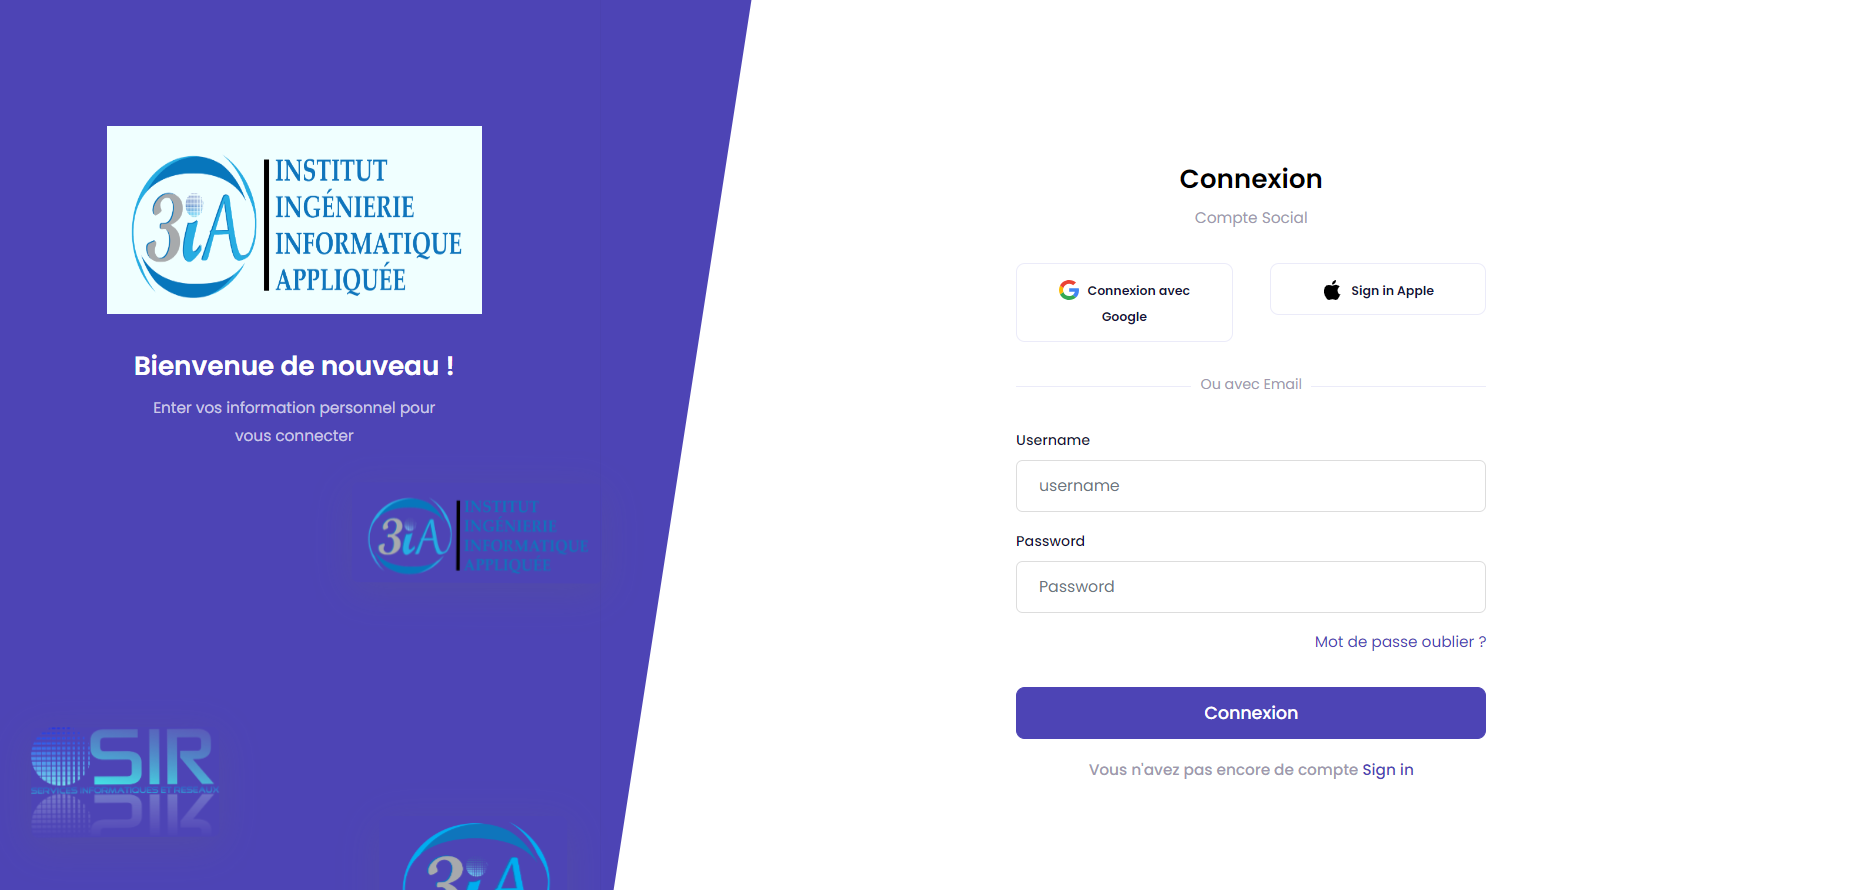 3iA
INSTITUT
INGÉNIERIE
INFORMATIQUE
APPLIQUÉE
Bienvenue de nouveau !
Enter vos information personnel pour
vous connecter
3iA
INSTITUT
INGÉNIERIE
INFORMATIQUE
APPLIQUÉE
SIR
SERVICES INFORMATIQUES ET RESEAUX
3iA
Connexion
Compte Social
Connexion avec
Google
Sign in Apple
Ou avec Email
Username
username
Password
Password
Mot de passe oublier ?
Connexion
Vous n'avez pas encore de compte Sign in